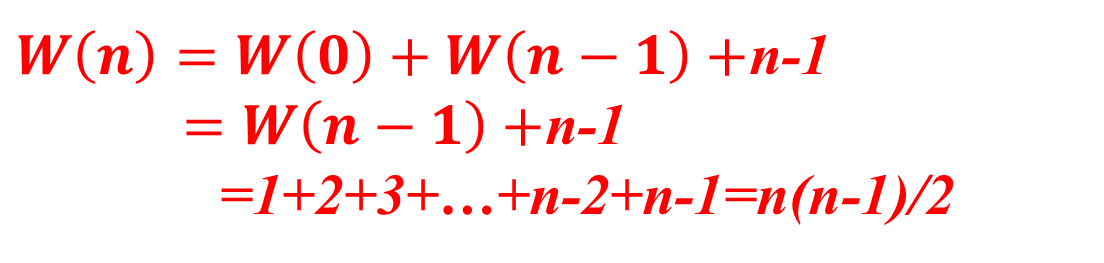 W(n) = W(0) + W(n − 1) +n-1
= W(n − 1) +n-1
=1+2+3+…+n-2+n-1=n(n-1)/2